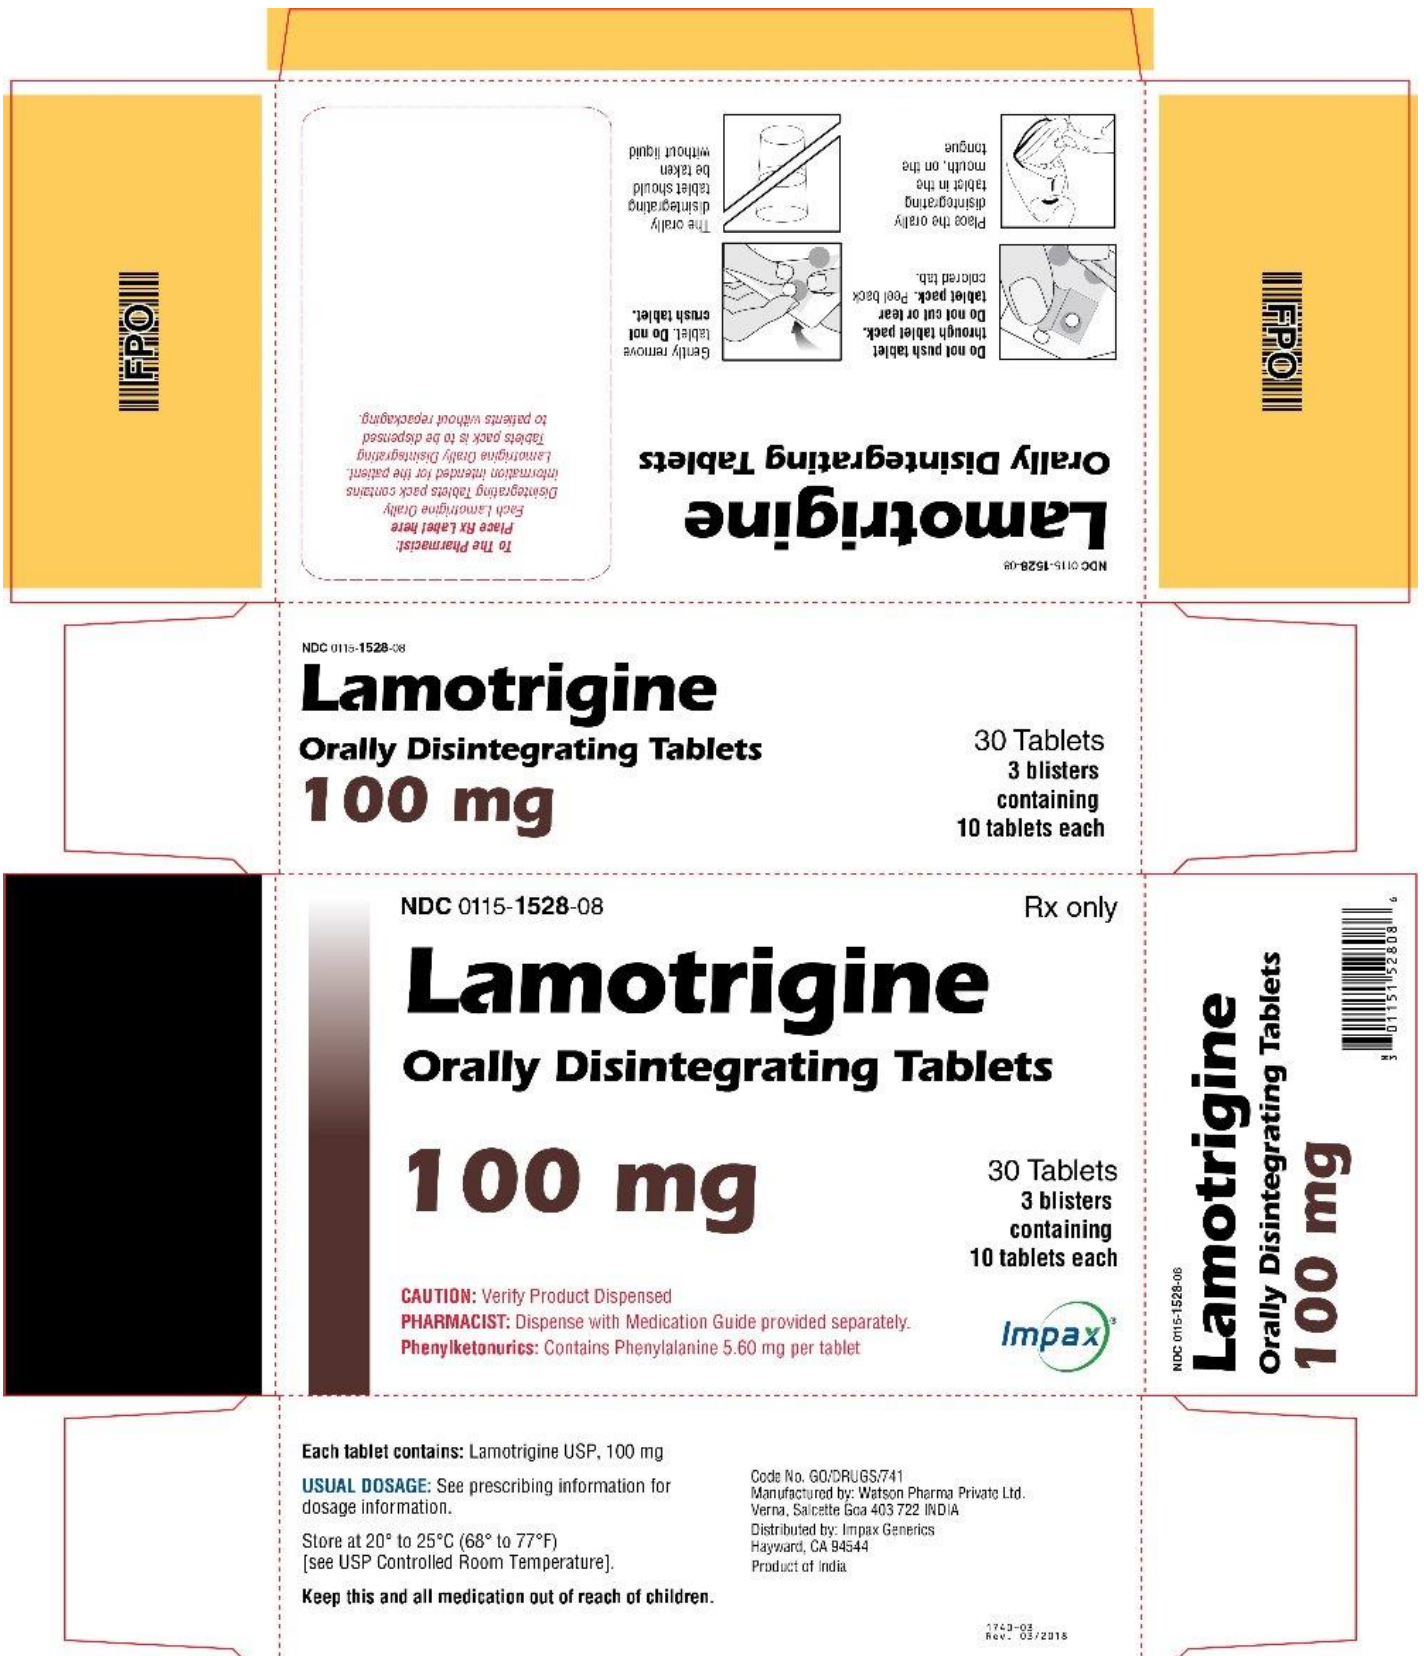 FPO
FPO
NDC 0115-1528-08
Lamotrigine
Orally Disintegrating Tablets
Do not push tablet
through tablet pack.
Do not cut or tear
tablet pack. Peel back
colored tab.
Gently remove
tablet. Do not
crush tablet.
Place the orally
disintegrating
tablet in the
mouth, on the
tongue
The orally
disintegrating
tablet should
be taken
without liquid
To The Pharmacist:
Place Rx Label here
Each Lamotrigine Orally
Disintegrating Tablets pack contains
information intended for the patient.
Lamotrigine Orally Disintegrating
Tablets pack is to be dispensed
to patients without repackaging.
NDC 0115-1528-08
Lamotrigine
Orally Disintegrating Tablets
100 mg
30 Tablets
3 blisters
containing
10 tablets each
NDC 0115-1528-08
Rx only
Lamotrigine
Orally Disintegrating Tablets
100 mg
30 Tablets
3 blisters
containing
10 tablets each
CAUTION: Verify Product Dispensed
PHARMACIST: Dispense with Medication Guide provided separately.
Phenylketonurics: Contains Phenylalanine 5.60 mg per tablet
Impax®
NDC 0115-1528-08
Lamotrigine
Orally Disintegrating Tablets
100 mg
N
3 01151 52808 6
Each tablet contains: Lamotrigine USP, 100 mg
USUAL DOSAGE: See prescribing information for
dosage information.
Store at 20° to 25°C (68° to 77°F)
[see USP Controlled Room Temperature].
Keep this and all medication out of reach of children.
Code No. GO/DRUGS/741
Manufactured by: Watson Pharma Private Ltd.
Verna, Salcette Goa 403 722 INDIA
Distributed by: Impax Generics
Hayward, CA 94544
Product of India
1740-03
Rev. 03/2018